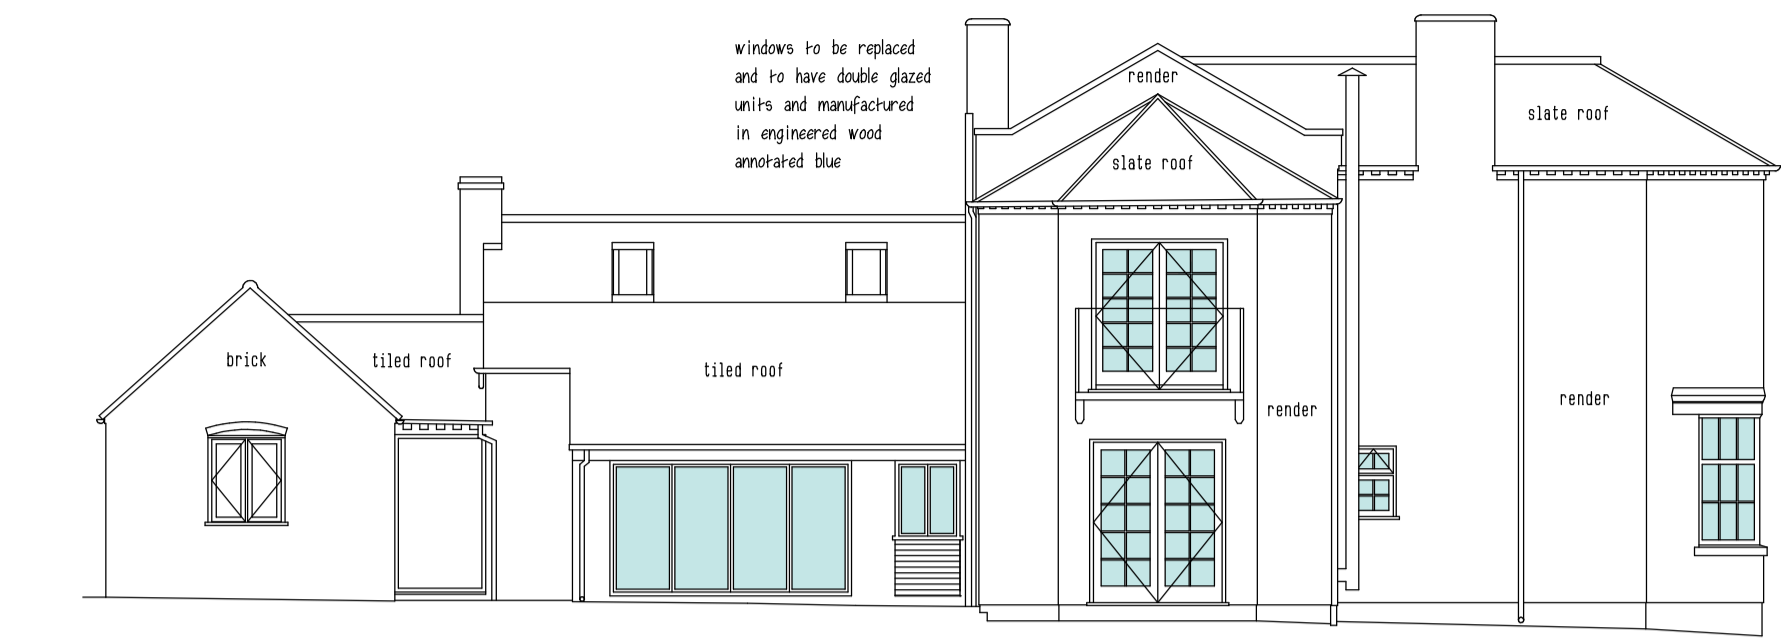 windows to be replaced
and to have double glazed
units and manufactured
in engineered wood
annotated blue
render
slate roof
slate roof
brick
tiled roof
tiled roof
render
render